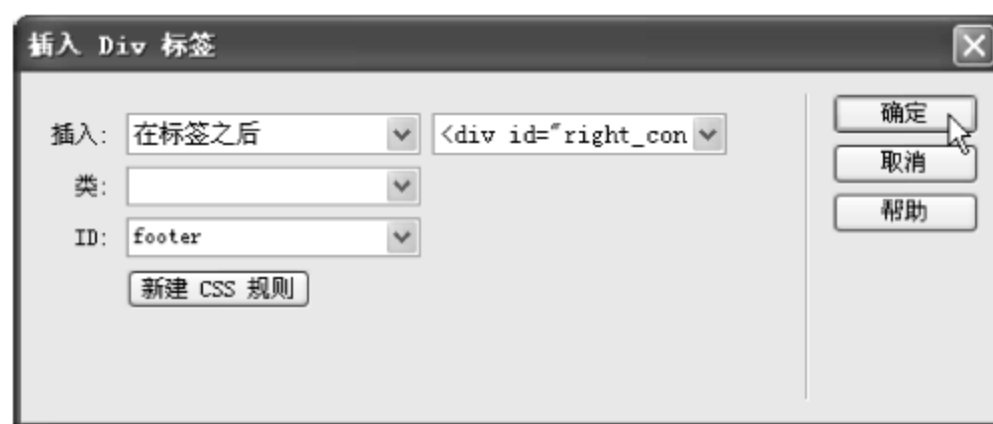 插入 Div 标签
插入: 在标签之后 <div id="right_con
类:
ID: footer
新建 CSS 规则
确定
取消
帮助